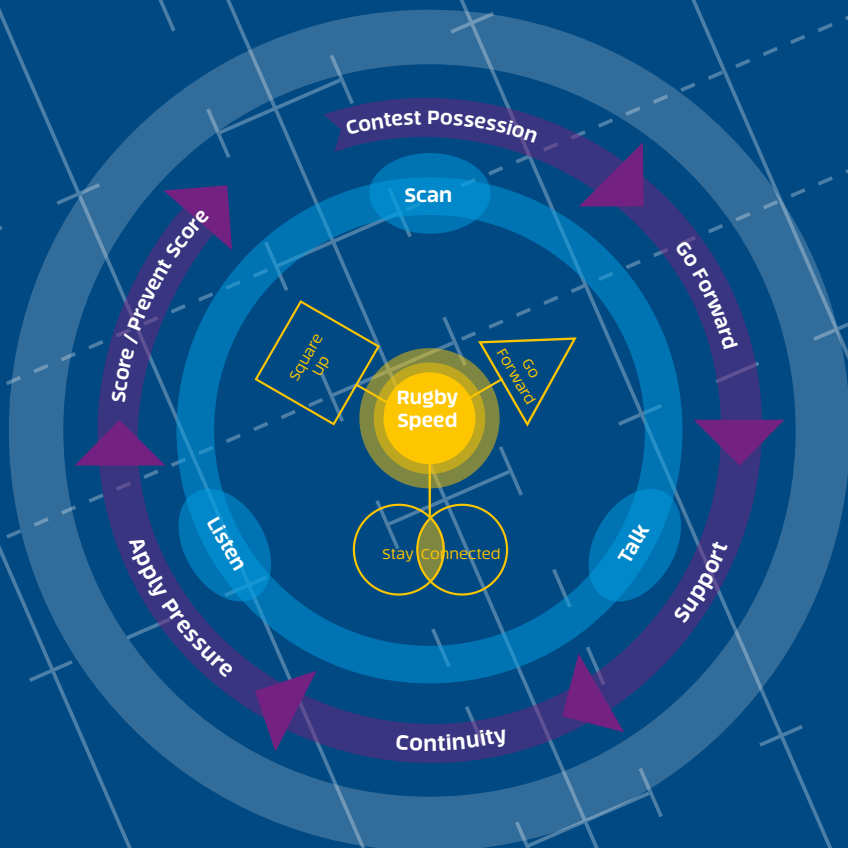 Contest Possession
Go Forward
Support
Continuity
Apply Pressure
Score / Prevent Score
Scan
Talk
Listen
Square
Up
Go
Forward
Rugby
Speed
Stay Connected